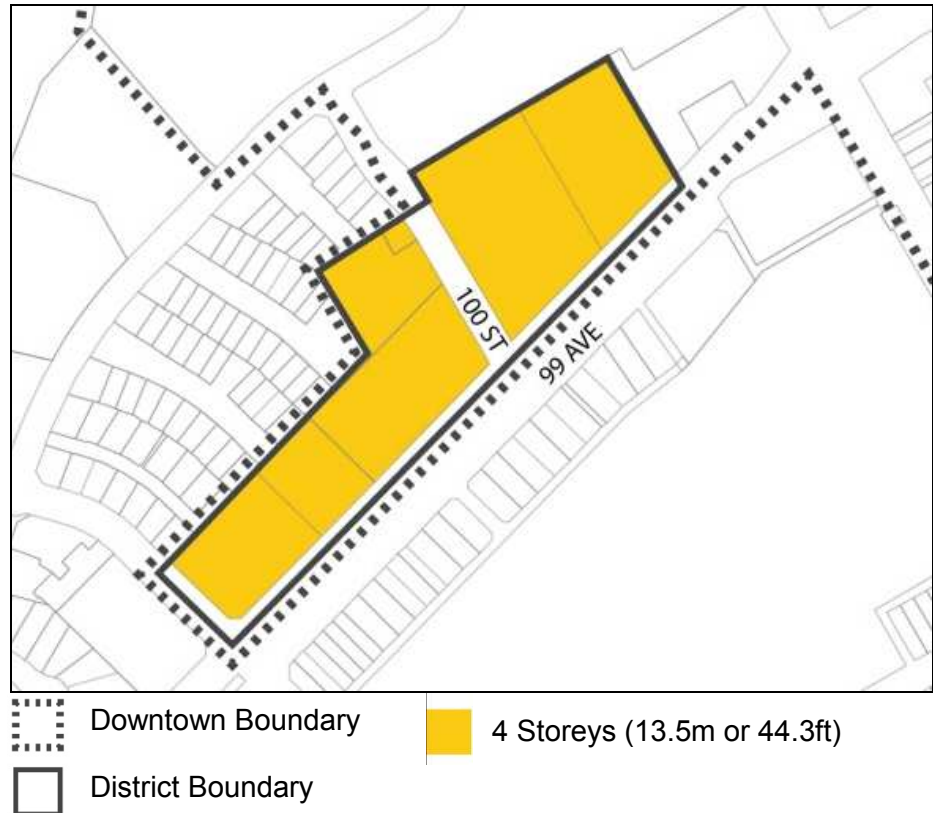 100 ST
99 AVE
Downtown Boundary
4 Storeys (13.5m or 44.3ft)
District Boundary